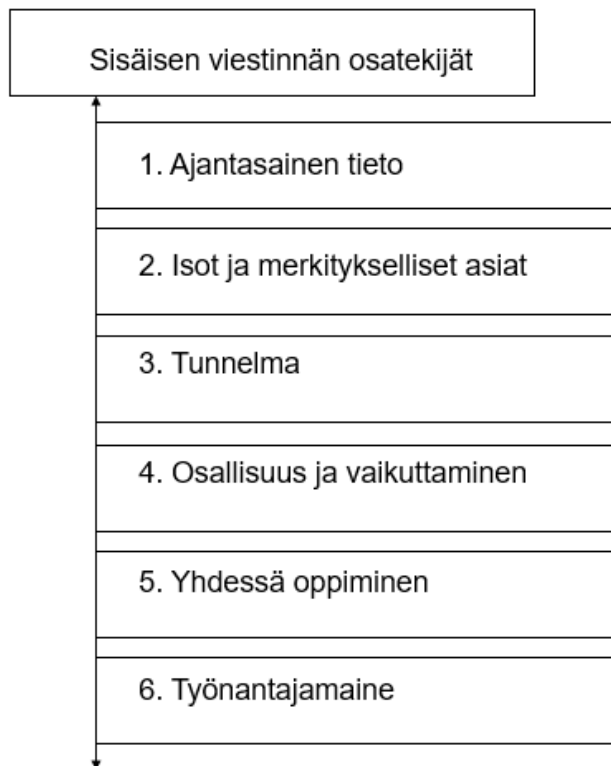 Sisäisen viestinnän osatekijät
1. Ajantasainen tieto
2. Isot ja merkitykselliset asiat
3. Tunnelma
4. Osallisuus ja vaikuttaminen
5. Yhdessä oppiminen
6. Työnantajamaine